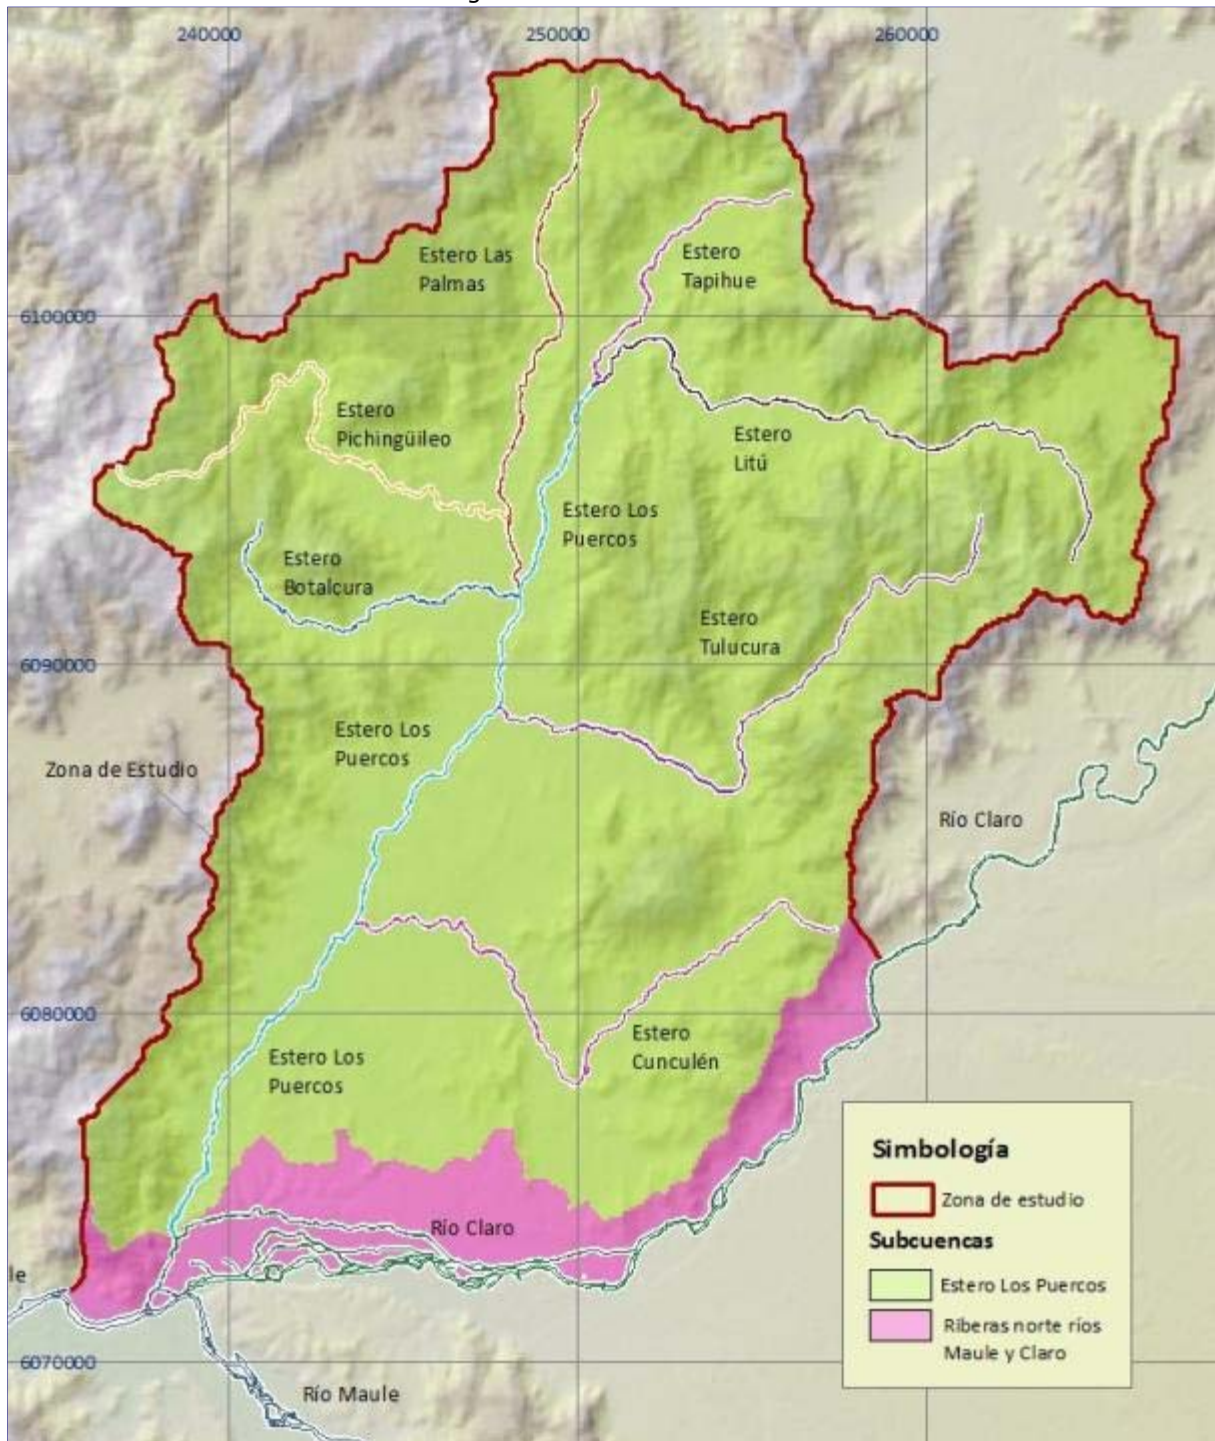 240000
250000
260000
Estero Las
Palmas
Estero
Tapihue
6100000
Estero
Pichingüileo
Estero
Litú
Estero Los
Puercos
Estero
Botalcura
Estero
Tulucura
6090000
Estero Los
Puercos
Zona de Estudio
Río Claro
6080000
Estero
Cunculén
Estero Los
Puercos
Simbología
Zona de estudio
Subcuencas
Estero Los Puercos
Riberas norte ríos
Maule y Claro
Río Claro
le
6070000
Río Maule